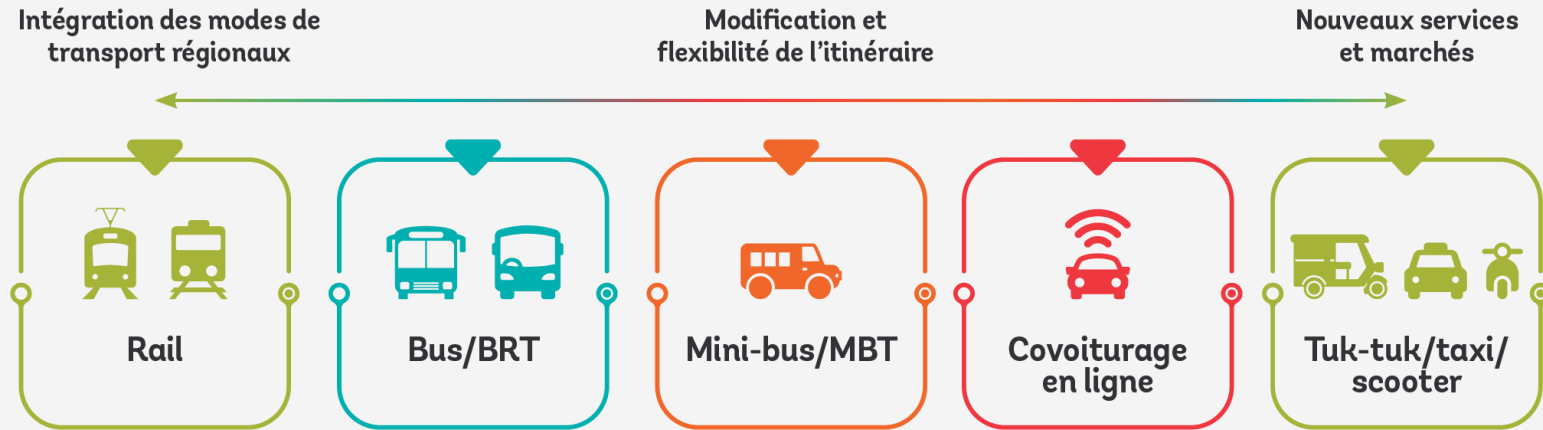 Intégration des modes de
transport régionaux
Modification et
flexibilité de l'itinéraire
Nouveaux services
et marchés
Rail
Bus/BRT
Mini-bus/MBT
Covoiturage
en ligne
Tuk-tuk/taxi/
scooter